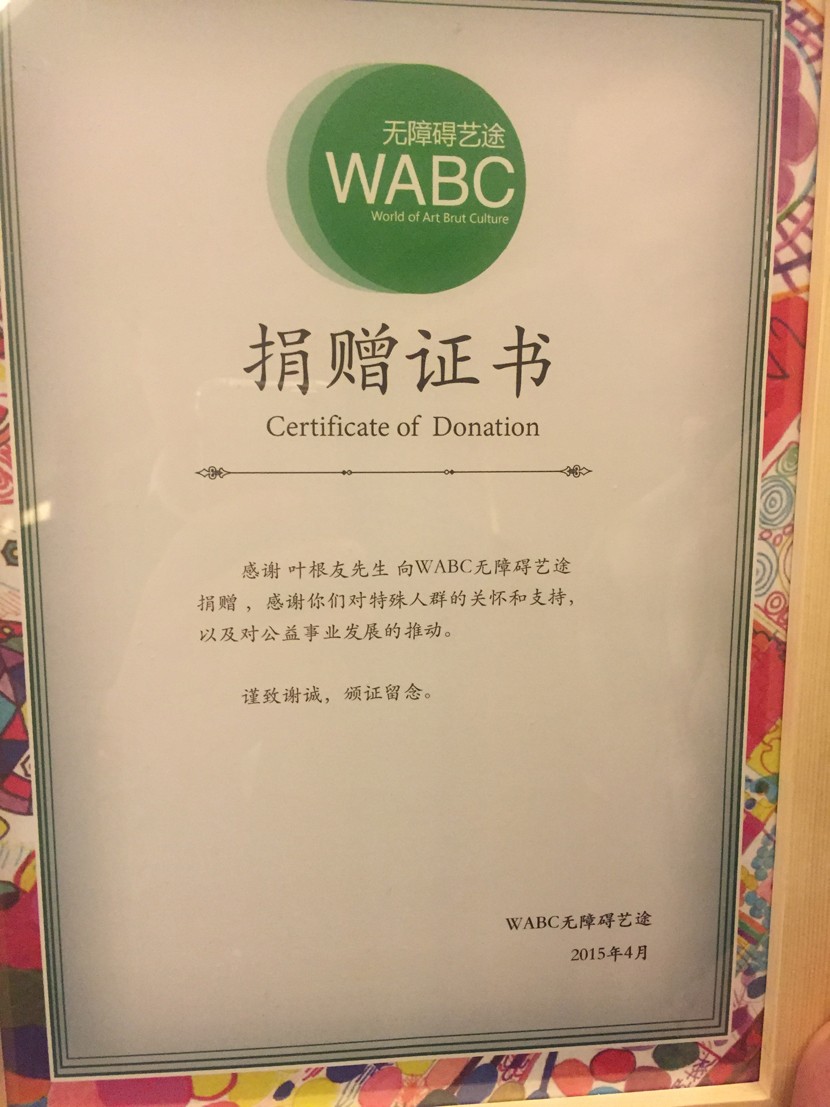 无障碍艺途
WABC
World of Art Brut Culture
捐赠证书
Certificate of Donation
感谢 叶根友先生 向WABC无障碍艺途
捐赠，感谢你们对特殊人群的关怀和支持，
以及对公益事业发展的推动。
谨致谢诚，颁证留念。
WABC无障碍艺途
2015年4月